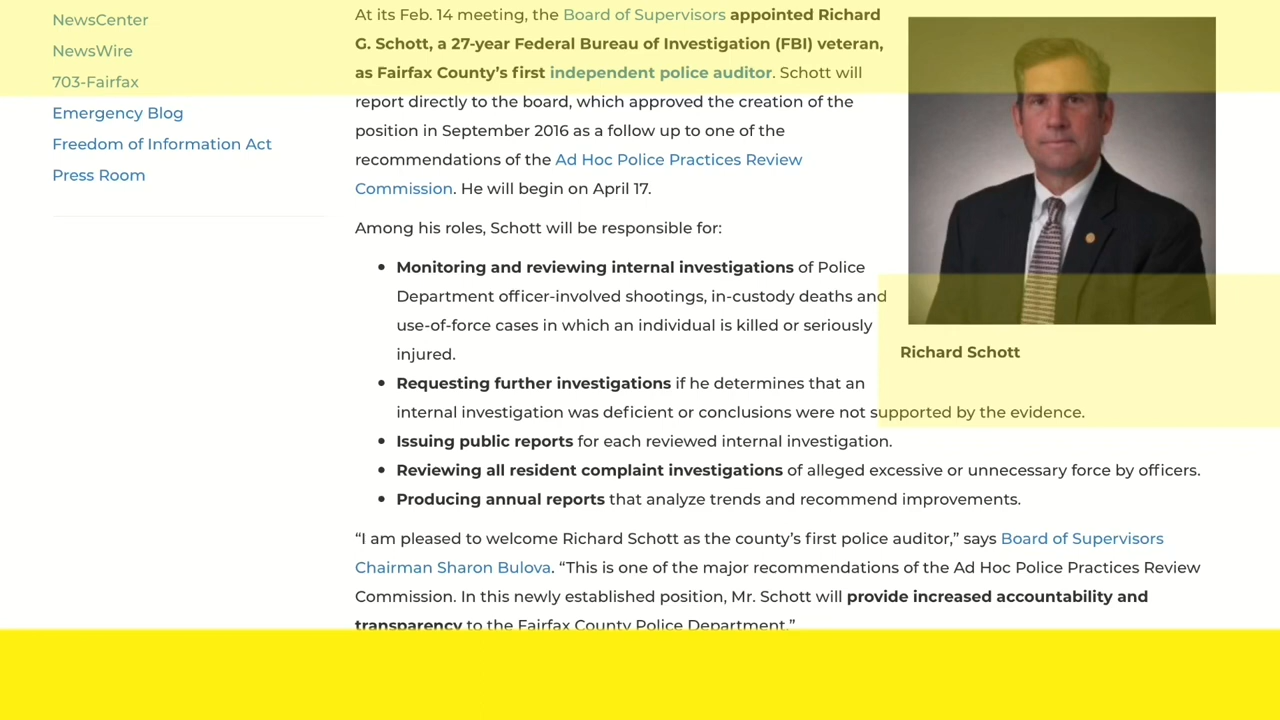 NewsCenter
NewsWire
703-Fairfax
Emergency Blog
Freedom of Information Act
Press Room
At its Feb. 14 meeting, the Board of Supervisors appointed Richard
G. Schott, a 27-year Federal Bureau of Investigation (FBI) veteran,
as Fairfax County’s first independent police auditor. Schott will
report directly to the board, which approved the creation of the
position in September 2016 as a follow up to one of the
recommendations of the Ad Hoc Police Practices Review
Commission. He will begin on April 17.
Among his roles, Schott will be responsible for:
• Monitoring and reviewing internal investigations of Police
Department officer-involved shootings, in-custody deaths and
use-of-force cases in which an individual is killed or seriously
injured.
• Requesting further investigations if he determines that an
internal investigation was deficient or conclusions were not supported by the evidence.
• Issuing public reports for each reviewed internal investigation.
• Reviewing all resident complaint investigations of alleged excessive or unnecessary force by officers.
• Producing annual reports that analyze trends and recommend improvements.
Richard Schott
“I am pleased to welcome Richard Schott as the county’s first police auditor,” says Board of Supervisors
Chairman Sharon Bulova. “This is one of the major recommendations of the Ad Hoc Police Practices Review
Commission. In this newly established position, Mr. Schott will provide increased accountability and
transparency to the Fairfax County Police Department.”